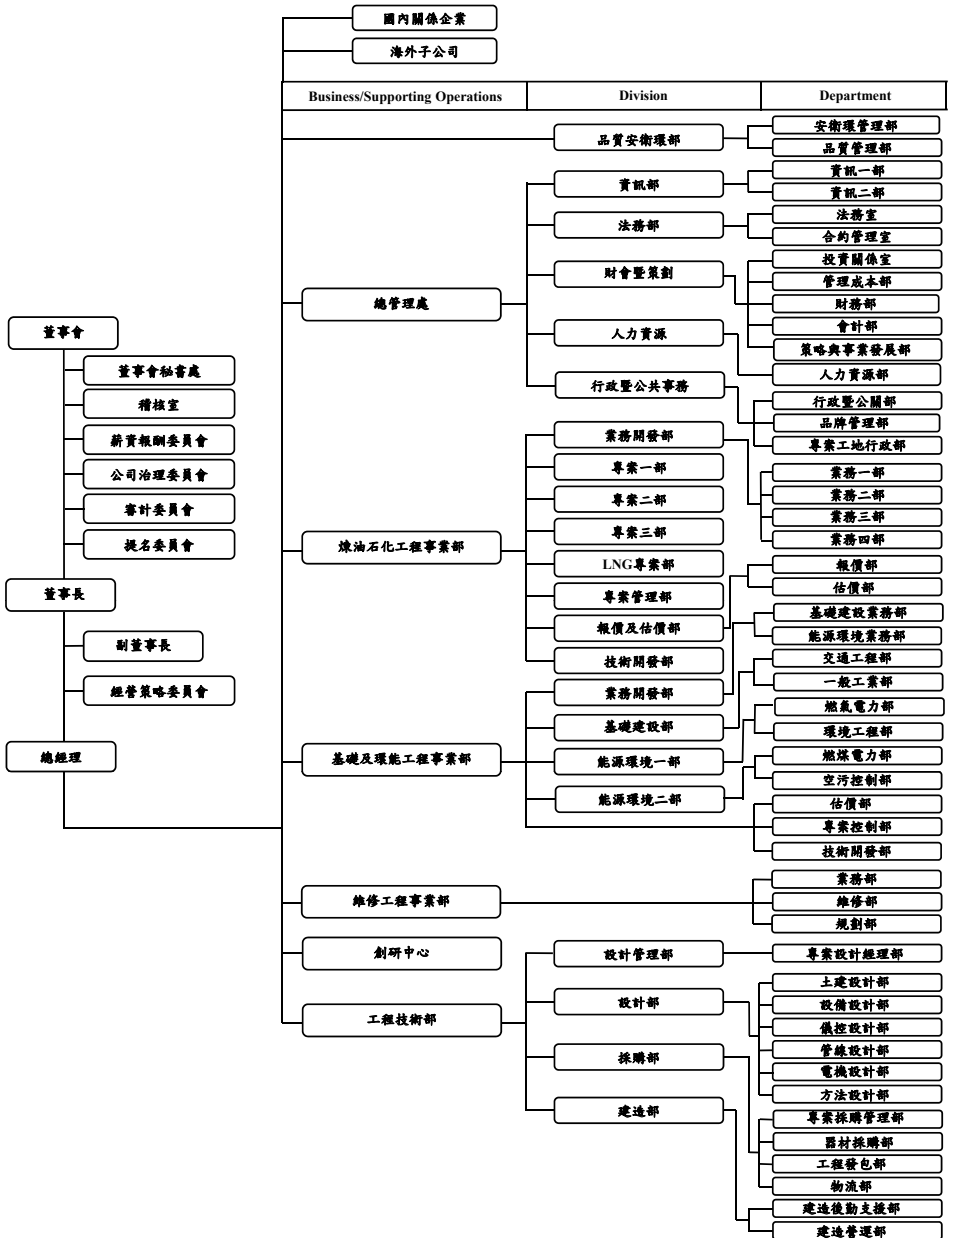 國內關係企業
海外子公司
Business/Supporting Operations
Division
Department
品質安衛環部
安衛環管理部
品質管理部
總管理處
資訊部
資訊一部
資訊二部
法務部
法務室
合約管理室
財會暨策劃
投資關係室
管理成本部
財務部
會計部
策略與事業發展部
人力資源
人力資源部
行政暨公共事務
行政暨公關部
品牌管理部
專案工地行政部
董事會
董事會秘書處
稽核室
薪資報酬委員會
公司治理委員會
審計委員會
提名委員會
董事長
副董事長
經營策略委員會
總經理
煉油石化工程事業部
業務開發部
業務一部
業務二部
業務三部
業務四部
專案一部
專案二部
專案三部
LNG專案部
專案管理部
報價及估價部
報價部
估價部
技術開發部
基礎及環能工程事業部
業務開發部
基礎建設業務部
能源環境業務部
基礎建設部
交通工程部
一般工業部
能源環境一部
燃氣電力部
環境工程部
能源環境二部
燃煤電力部
空污控制部
估價部
專案控制部
技術開發部
維修工程事業部
業務部
維修部
規劃部
創研中心
工程技術部
設計管理部
專案設計經理部
設計部
土建設計部
設備設計部
儀控設計部
管線設計部
電機設計部
方法設計部
採購部
專案採購管理部
器材採購部
工程發包部
物流部
建造部
建造後勤支援部
建造營運部